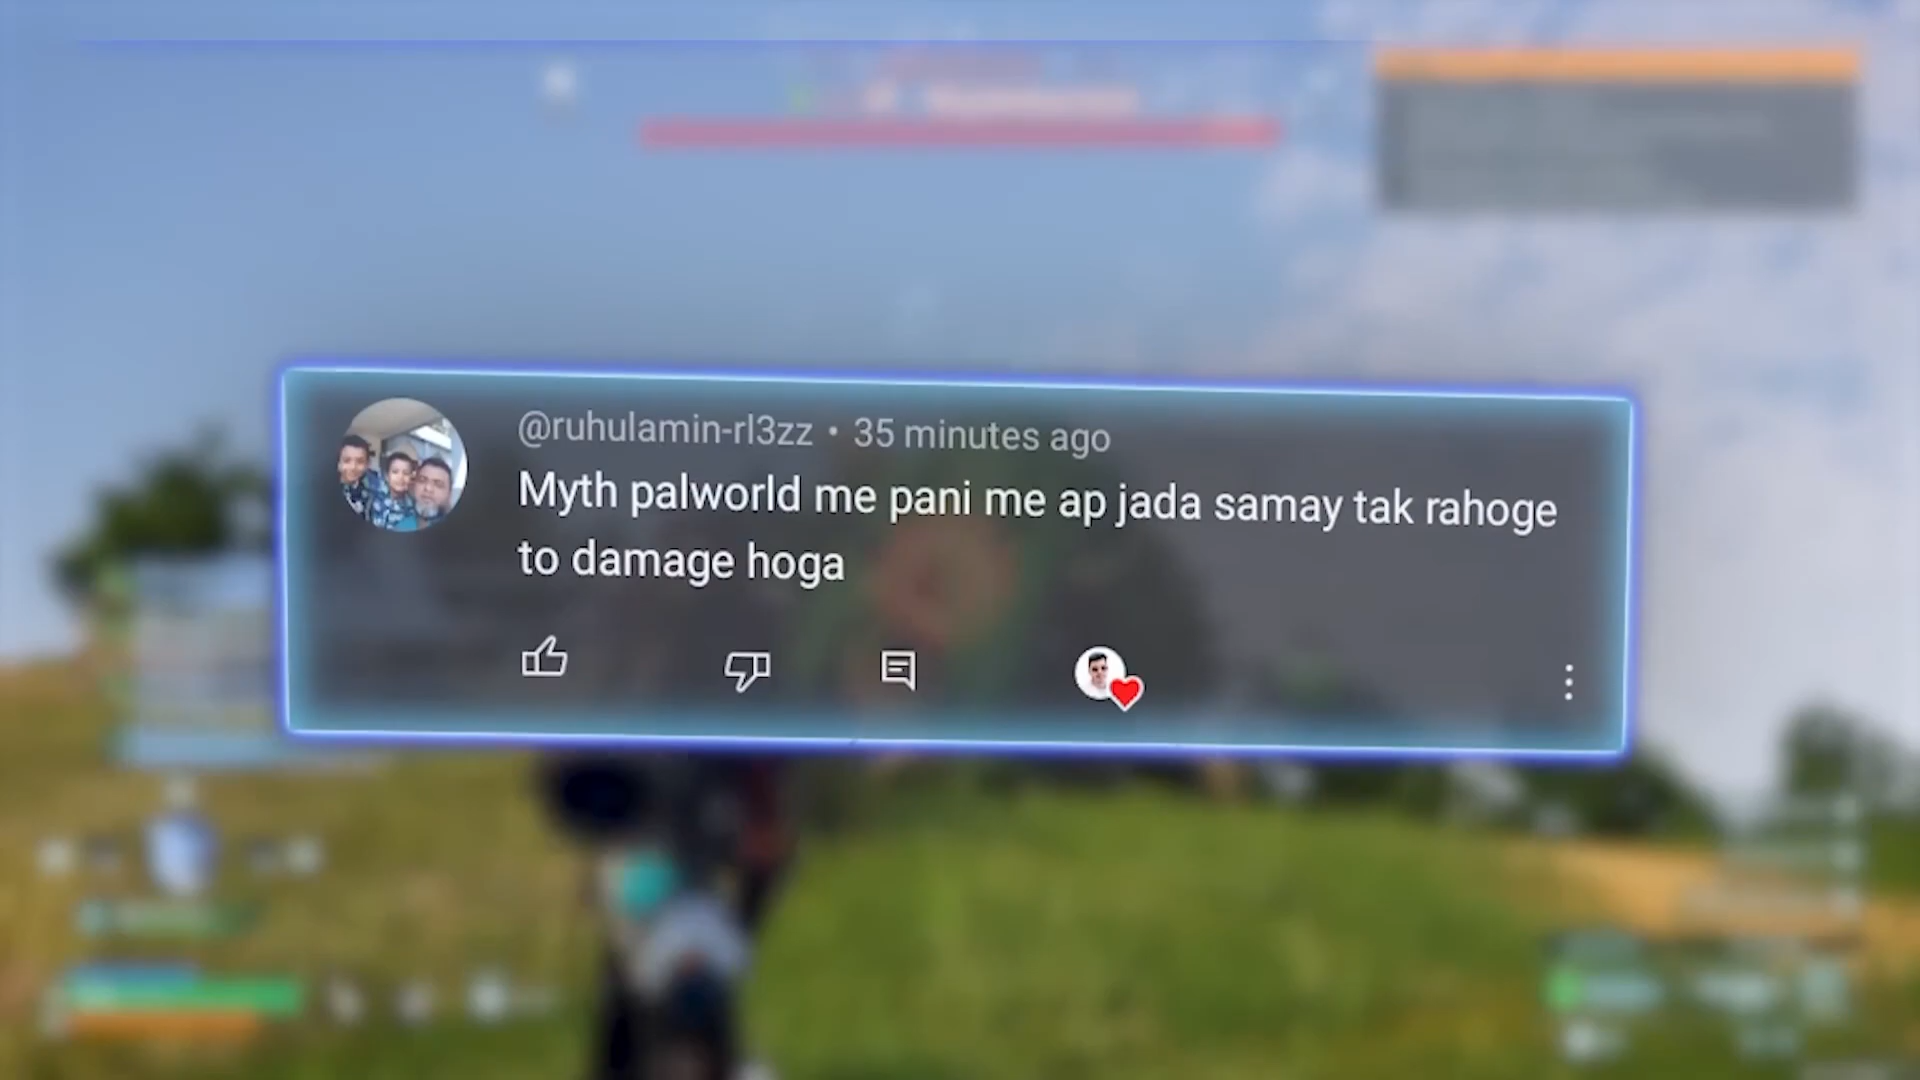 @ruhulamin-rl3zz • 35 minutes ago
Myth palworld me pani me ap jada samay tak rahoge
to damage hoga